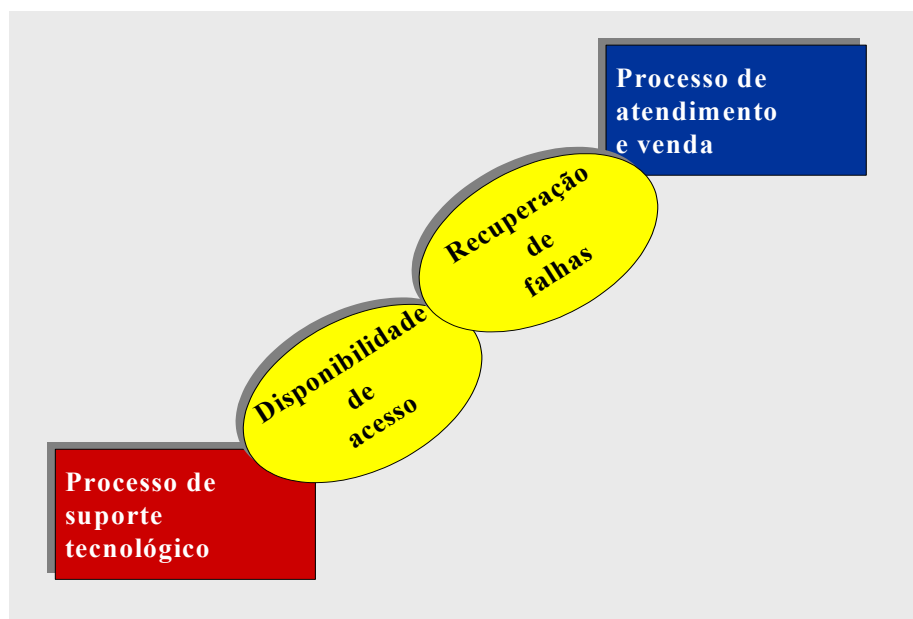 Processo de
atendimento
e venda
Recuperação
de
falhas
Disponibilidade
de
acesso
Processo de
suporte
tecnológico